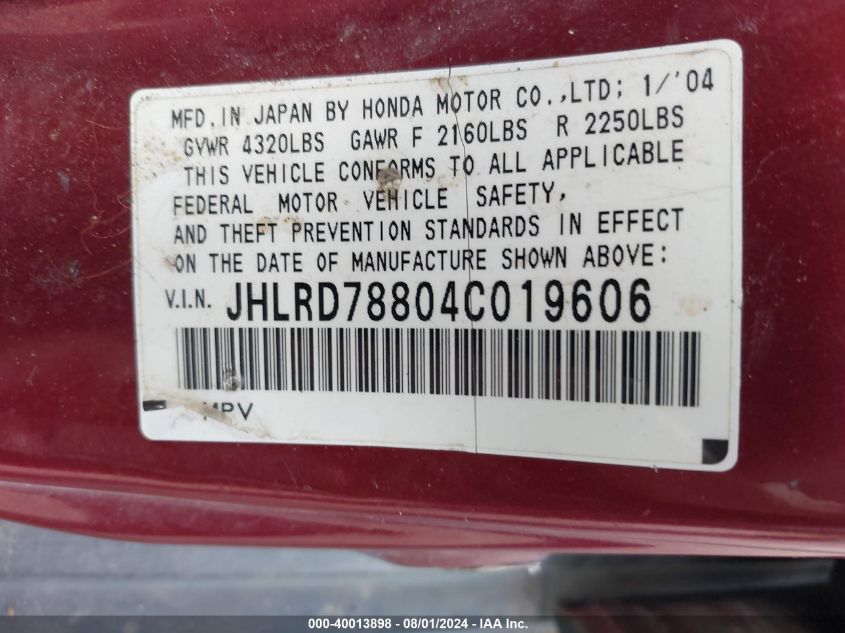 MFD. IN JAPAN BY HONDA MOTOR CO.,LTD; 1/'04
GVWR 4320LBS GAWR F 2160LBS R 2250LBS
THIS VEHICLE CONFORMS TO ALL APPLICABLE
FEDERAL MOTOR VEHICLE SAFETY,
AND THEFT PREVENTION STANDARDS IN EFFECT
ON THE DATE OF MANUFACTURE SHOWN ABOVE:
V.I.N. JHLRD78804C019606
MPV
000-40013898 - 08/01/2024 - IAA Inc.